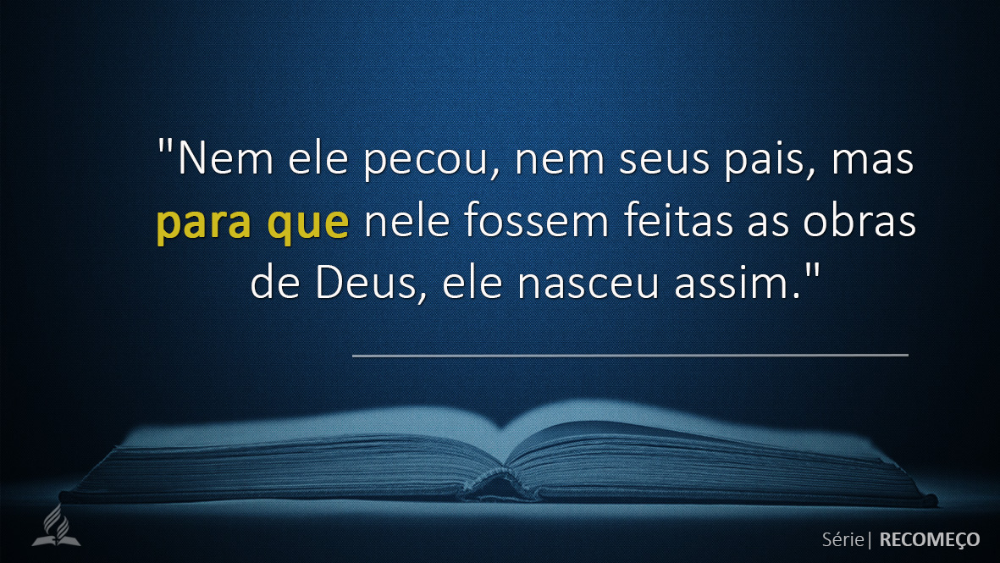 "Nem ele pecou, nem seus pais, mas
para que nele fossem feitas as obras
de Deus, ele nasceu assim."
Série| RECOMEÇO